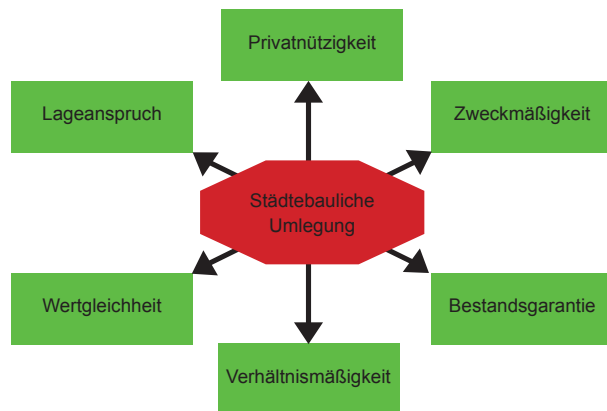 Privatnützigkeit
Lageanspruch
Zweckmäßigkeit
Städtebauliche
Umlegung
Wertgleichheit
Bestandsgarantie
Verhältnismäßigkeit